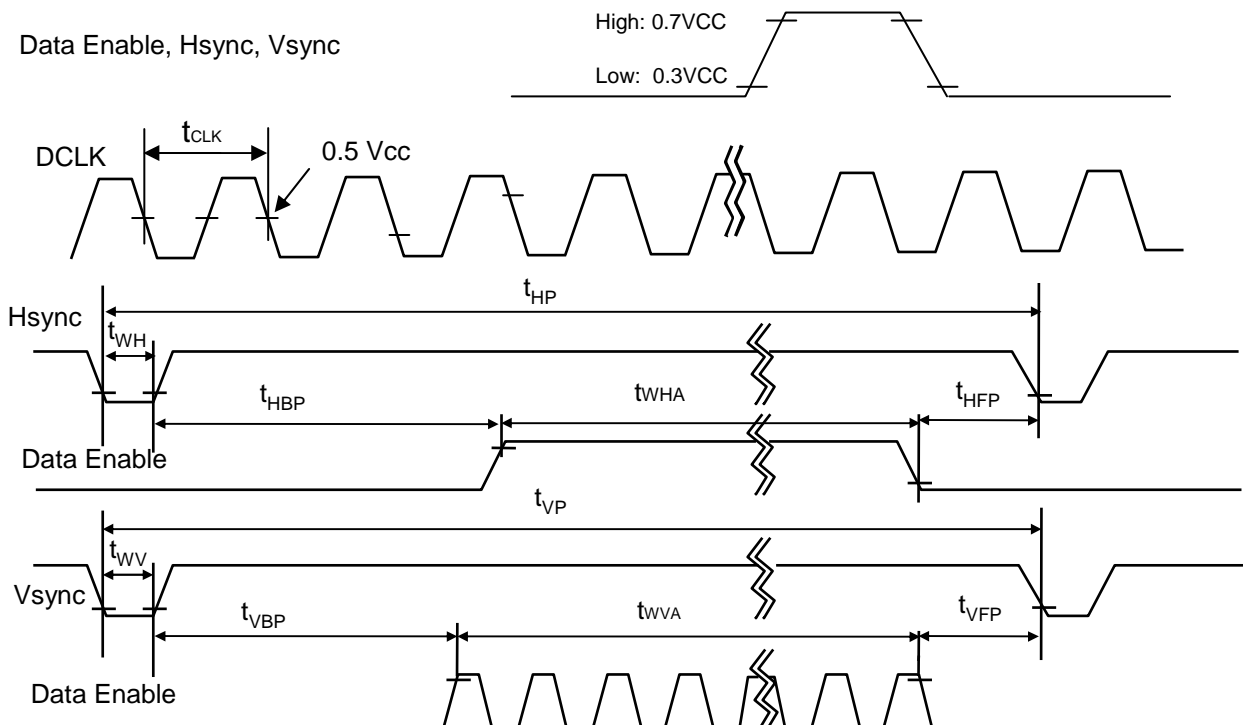 High: 0.7VCC
Data Enable, Hsync, Vsync
Low: 0.3VCC
tCLK
DCLK
0.5 Vcc
tHP
Hsync
tWH
tHBP
tWHA
tHFP
Data Enable
tVP
tWV
Vsync
tVBP
tWVA
tVFP
Data Enable